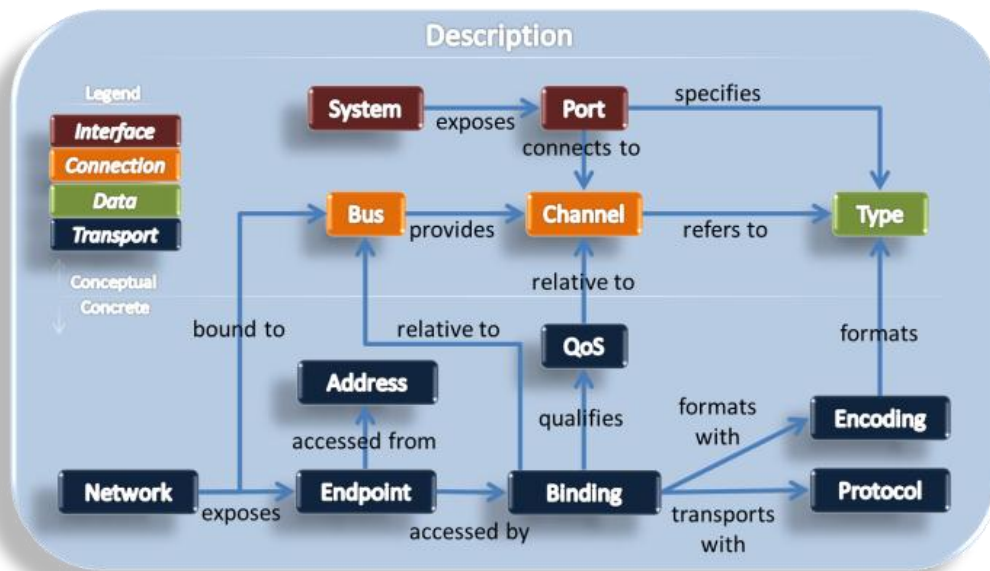 Description
Legend
Interface
Connection
Data
Transport
Conceptual
Concrete
System
exposes
Port
specifies
connects to
Bus
provides
Channel
refers to
Type
relative to
bound to
relative to
QoS
formats
Address
qualifies
formats
with
Encoding
accessed from
Network
exposes
Endpoint
accessed by
Binding
transports
with
Protocol